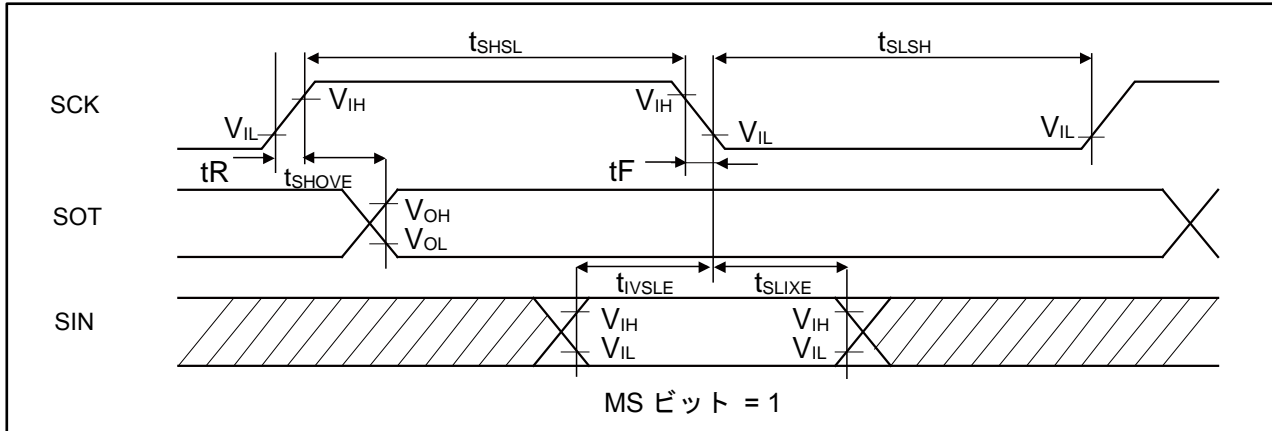 tSHSL
tSLSH
SCK
VIH
VIH
VIL
VIL
VIL
tR
tSHOVE
tF
SOT
VOH
VOL
tIVSLE
tSLIXE
SIN
VIH
VIH
VIL
VIL
MS ビット = 1